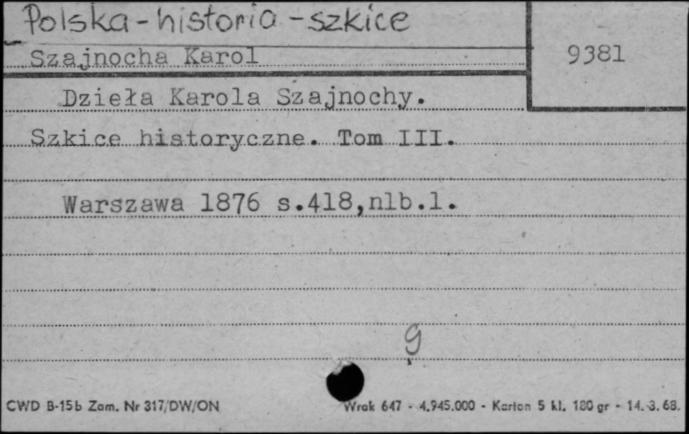 Polska - historia - szkice
Szajnocha Karol
9381
Dzieła Karola Szajnochy.
Szkice historyczne. Tom III.
Warszawa 1876 s.418,nlb.1.
g
CWD B-15b Zam. Nr 317/DW/ON
Wrak 647 - 4.945.000 - Karton 5 kl. 180 gr - 14.3.68.